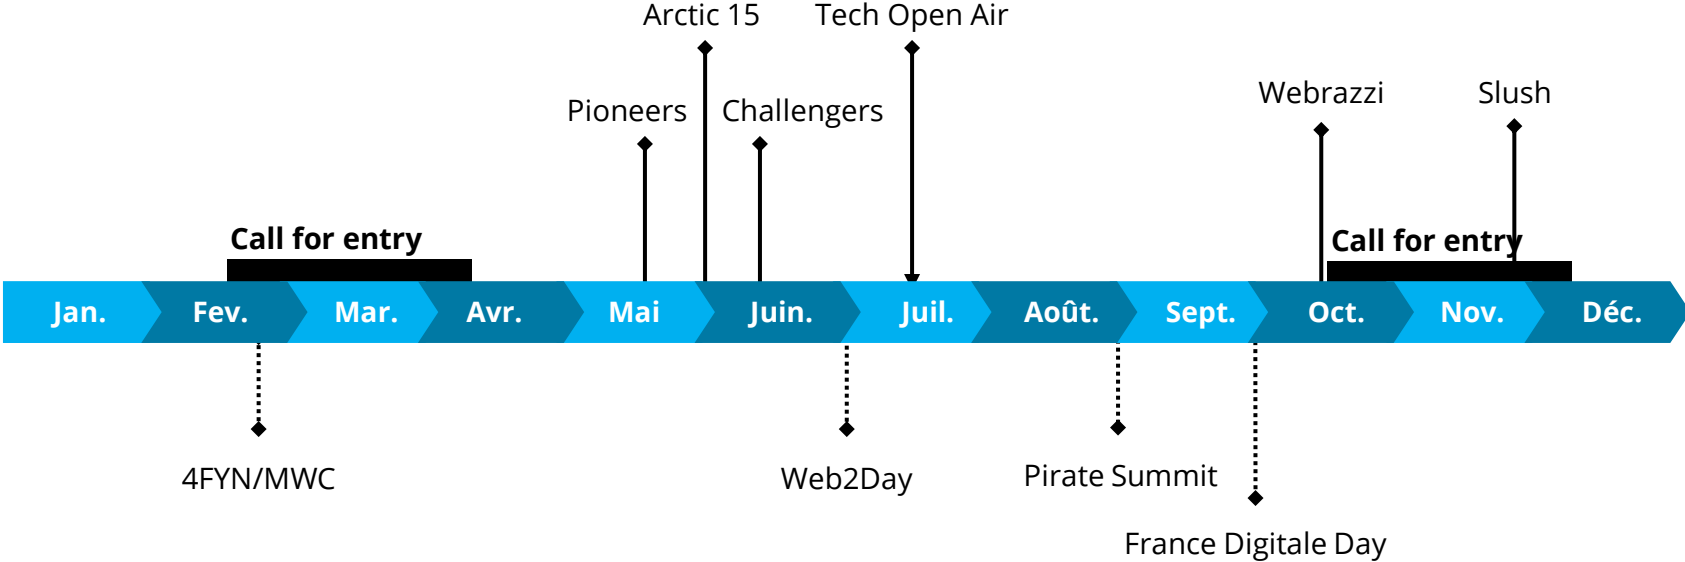 Arctic 15
Tech Open Air
Webrazzi
Slush
Pioneers
Challengers
Call for entry
Call for entry
Jan.
Fev.
Mar.
Avr.
Mai
Juin.
Juil.
Août.
Sept.
Oct.
Nov.
Déc.
4FYN/MWC
Web2Day
Pirate Summit
France Digitale Day